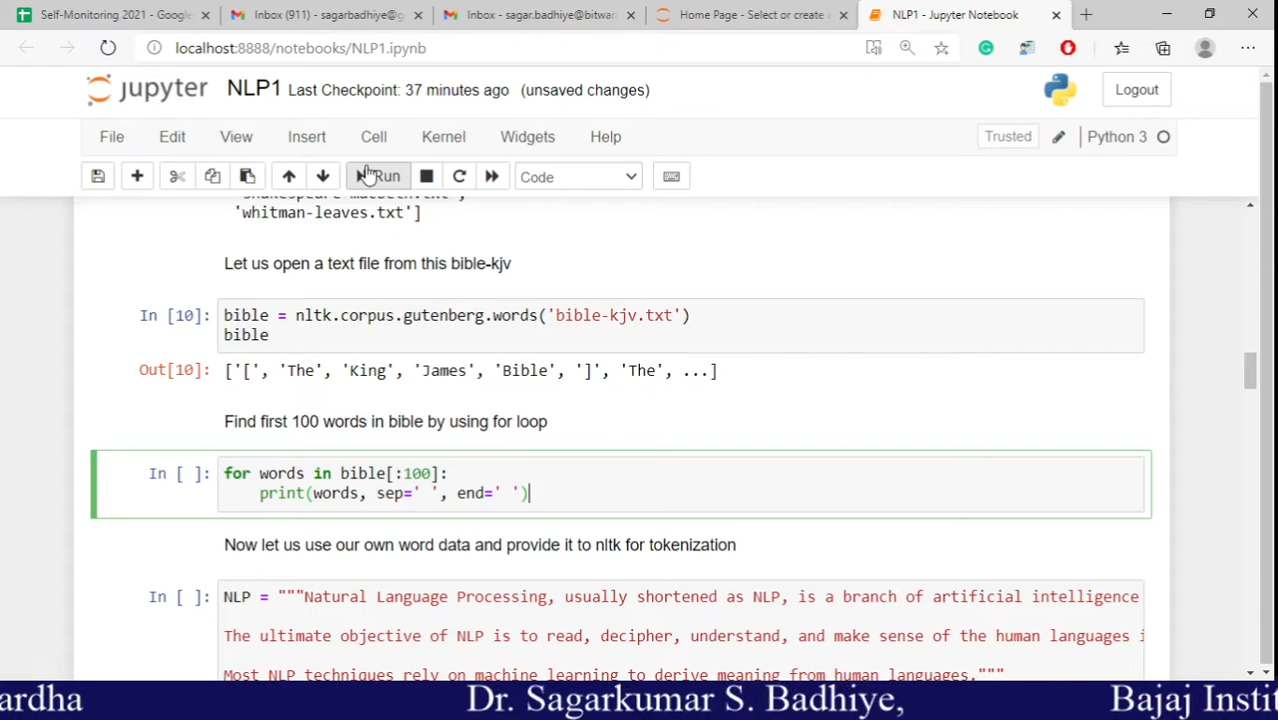 Self-Monitoring 2021 - Google
Inbox (911) - sagarbadhiye@g
Inbox - sagar.badhiye@bitwar
Home Page - Select or create
NLP1 - Jupyter Notebook
localhost:8888/notebooks/NLP1.ipynb
jupyter NLP1 Last Checkpoint: 37 minutes ago (unsaved changes)
Logout
File Edit View Insert Cell Kernel Widgets Help
Trusted
Python 3
Run
Code
'shakespeare-macbeth.txt',
'whitman-leaves.txt']
Let us open a text file from this bible-kjv
In [10]: bible = nltk.corpus.gutenberg.words('bible-kjv.txt')
bible
Out[10]: ['[', 'The', 'King', 'James', 'Bible', ']', 'The', ...]
Find first 100 words in bible by using for loop
In [ ]: for words in bible[:100]:
print(words, sep=' ', end=' ')
Now let us use our own word data and provide it to nltk for tokenization
In [ ]: NLP = """Natural Language Processing, usually shortened as NLP, is a branch of artificial intelligence
The ultimate objective of NLP is to read, decipher, understand, and make sense of the human languages i
Most NLP techniques rely on machine learning to derive meaning from human languages."""
ardha Dr. Sagarkumar S. Badhiye, Bajaj Instit